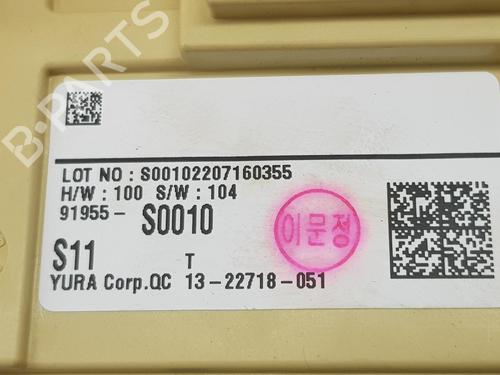 B-PARTS
LOT NO : S00102207160355
H/W : 100 S/W : 104
91955- S0010
이문정
S11 T
YURA Corp.QC 13-22718-051